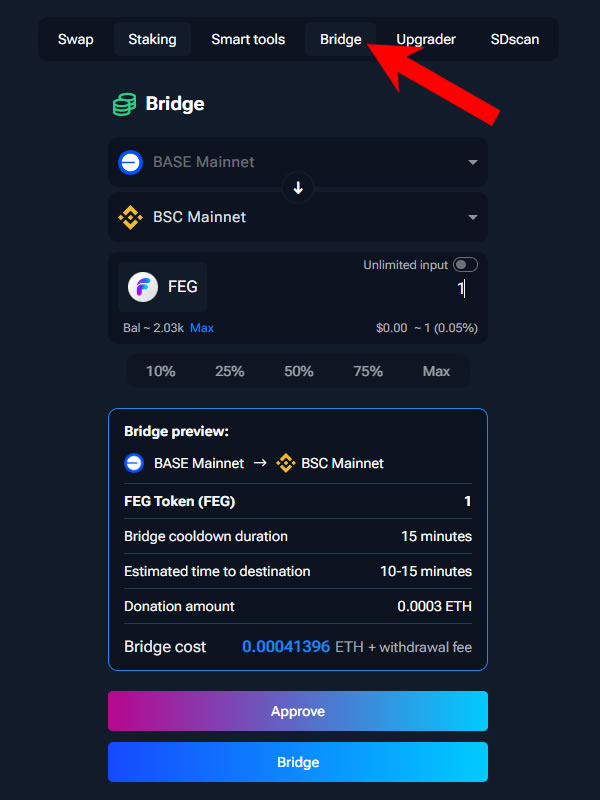 Swap Staking Smart tools Bridge Upgrader SDscan
Bridge
BASE Mainnet
BSC Mainnet
Unlimited input
FEG 1
Bal ~ 2.03k Max $0.00 ~ 1 (0.05%)
10% 25% 50% 75% Max
Bridge preview:
BASE Mainnet → BSC Mainnet
FEG Token (FEG) 1
Bridge cooldown duration 15 minutes
Estimated time to destination 10-15 minutes
Donation amount 0.0003 ETH
Bridge cost 0.00041396 ETH + withdrawal fee
Approve
Bridge